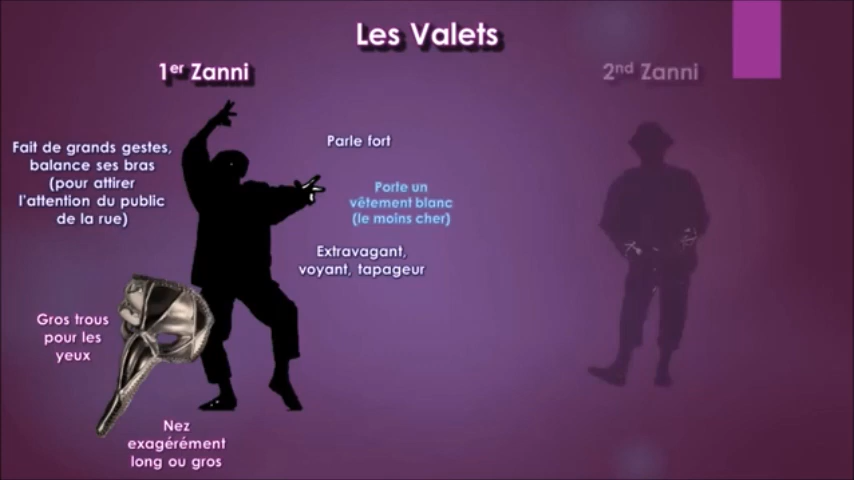 Les Valets
1er Zanni
2nd Zanni
Fait de grands gestes,
balance ses bras
(pour attirer
l'attention du public
de la rue)
Parle fort
Porte un
vêtement blanc
(le moins cher)
Extravagant,
voyant, tapageur
Gros trous
pour les
yeux
Nez
exagérément
long ou gros